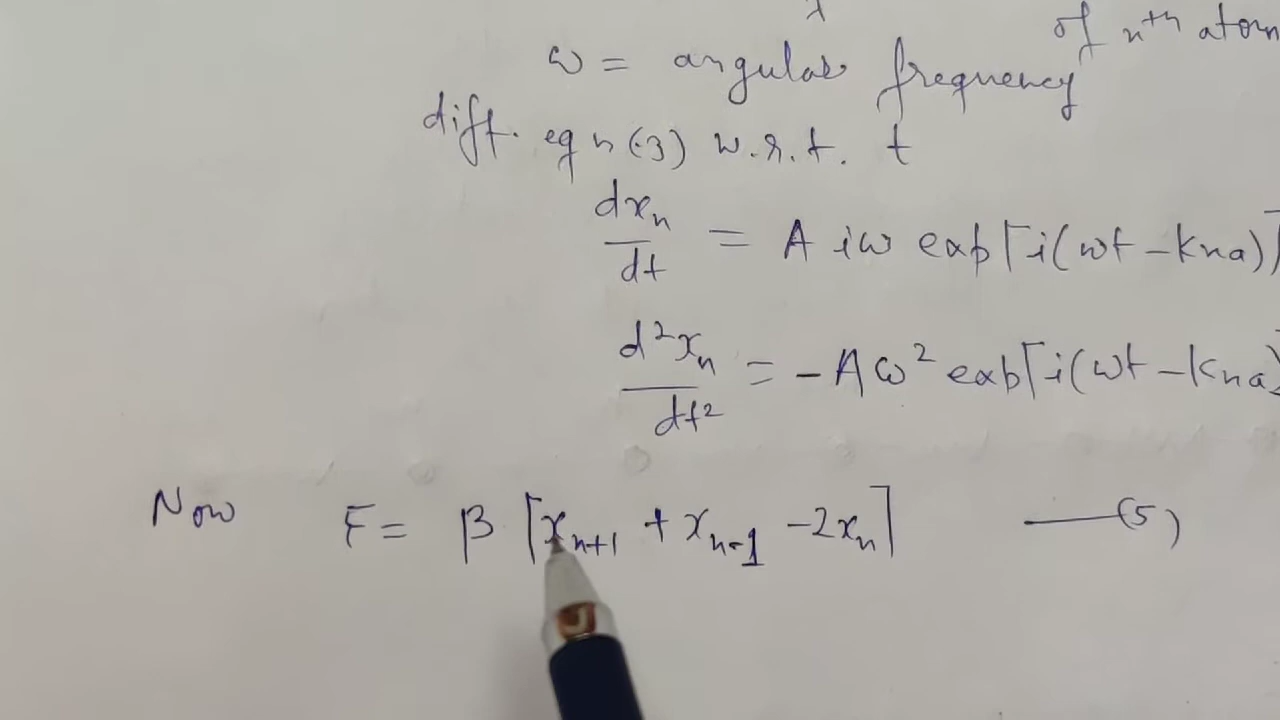 λ
ω = angular frequency of nth atom
diff. eqn (3) w.r.t. t
dxₙ/dt = A iω exp[i(ωt – kna)]
d²xₙ/dt² = –Aω² exp[i(ωt – kna)]
Now F = β [xₙ₊₁ + xₙ₋₁ – 2xₙ] —(5)